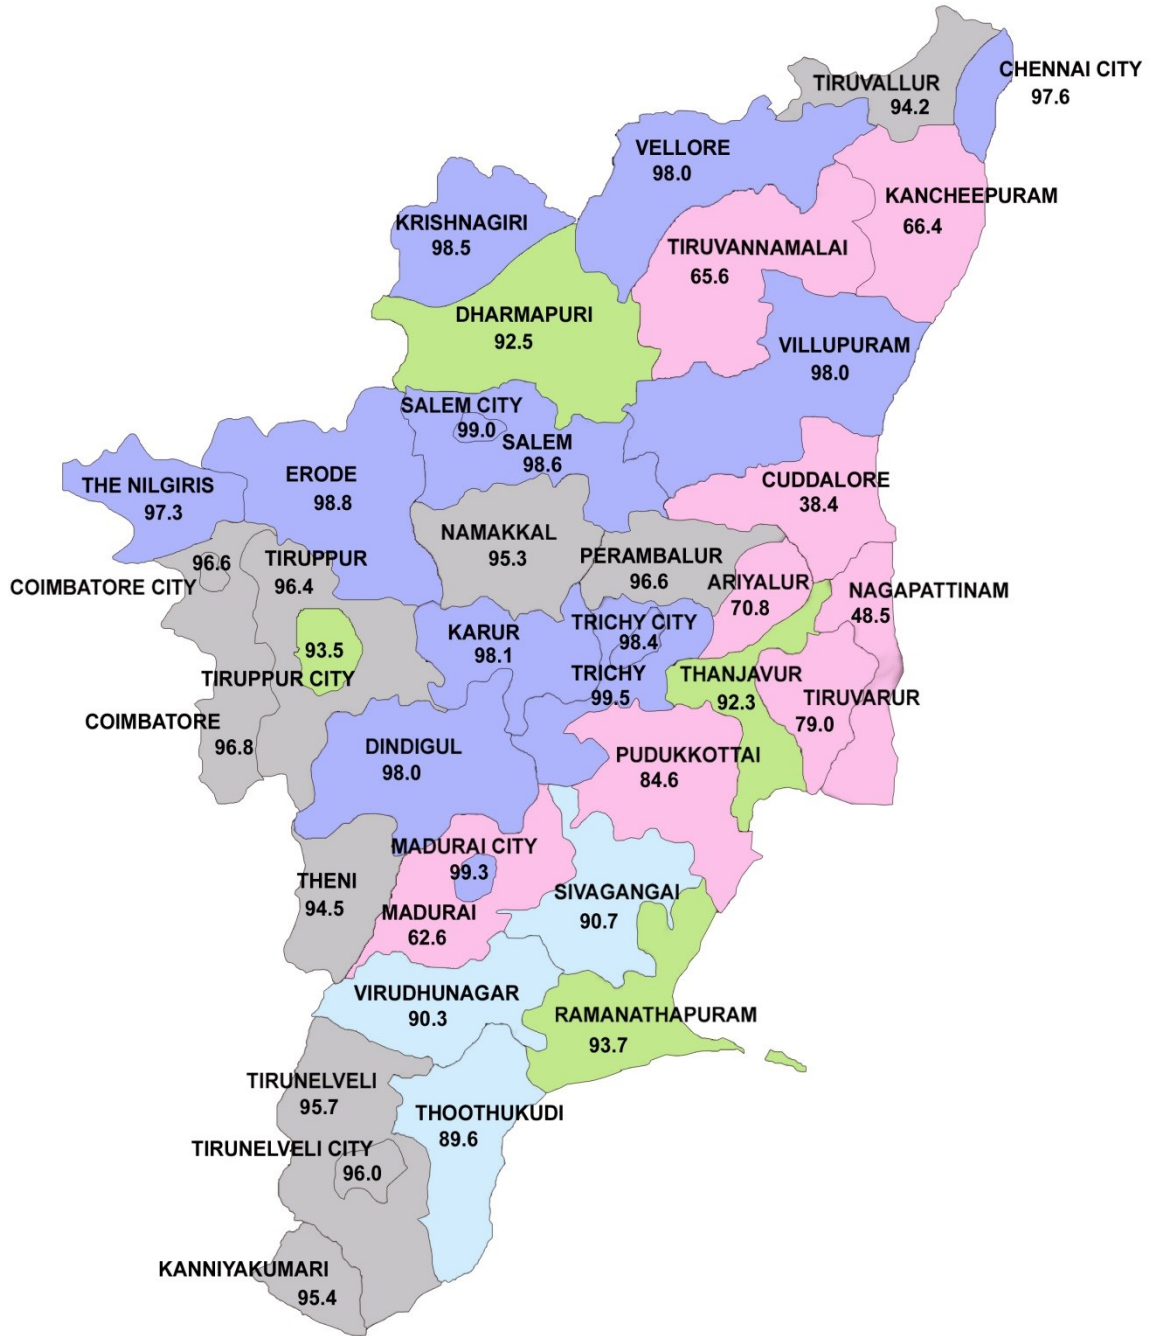 CHENNAI CITY
97.6
TIRUVALLUR
94.2
VELLORE
98.0
KANCHEEPURAM
66.4
KRISHNAGIRI
98.5
TIRUVANNAMALAI
65.6
DHARMAPURI
92.5
VILLUPURAM
98.0
SALEM CITY
99.0
SALEM
98.6
THE NILGIRIS
97.3
ERODE
98.8
CUDDALORE
38.4
NAMAKKAL
95.3
PERAMBALUR
96.6
96.6
COIMBATORE CITY
TIRUPPUR
96.4
ARIYALUR
70.8
NAGAPATTINAM
48.5
KARUR
98.1
TRICHY CITY
98.4
93.5
TIRUPPUR CITY
TRICHY
99.5
THANJAVUR
92.3
TIRUVARUR
79.0
COIMBATORE
96.8
DINDIGUL
98.0
PUDUKKOTTAI
84.6
MADURAI CITY
99.3
THENI
94.5
MADURAI
62.6
SIVAGANGAI
90.7
VIRUDHUNAGAR
90.3
RAMANATHAPURAM
93.7
TIRUNELVELI
95.7
THOOTHUKUDI
89.6
TIRUNELVELI CITY
96.0
KANNIYAKUMARI
95.4